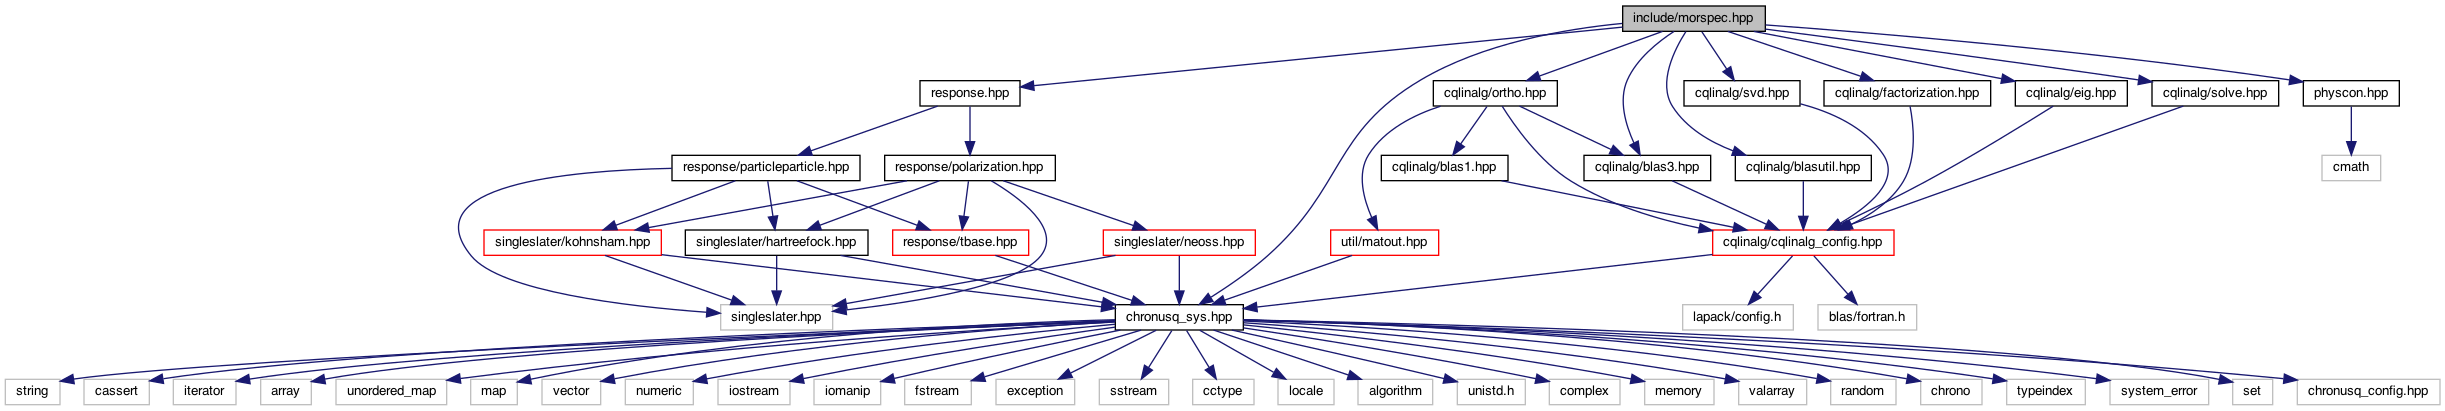 include/morspec.hpp
response.hpp
cqlinalg/ortho.hpp
cqlinalg/svd.hpp
cqlinalg/factorization.hpp
cqlinalg/eig.hpp
cqlinalg/solve.hpp
physcon.hpp
response/particleparticle.hpp
response/polarization.hpp
cqlinalg/blas1.hpp
cqlinalg/blas3.hpp
cqlinalg/blasutil.hpp
cmath
singleslater/kohnsham.hpp
singleslater/hartreefock.hpp
response/tbase.hpp
singleslater/neoss.hpp
util/matout.hpp
cqlinalg/cqlinalg_config.hpp
singleslater.hpp
chronusq_sys.hpp
lapack/config.h
blas/fortran.h
string
cassert
iterator
array
unordered_map
map
vector
numeric
iostream
iomanip
fstream
exception
sstream
cctype
locale
algorithm
unistd.h
complex
memory
valarray
random
chrono
typeindex
system_error
set
chronusq_config.hpp